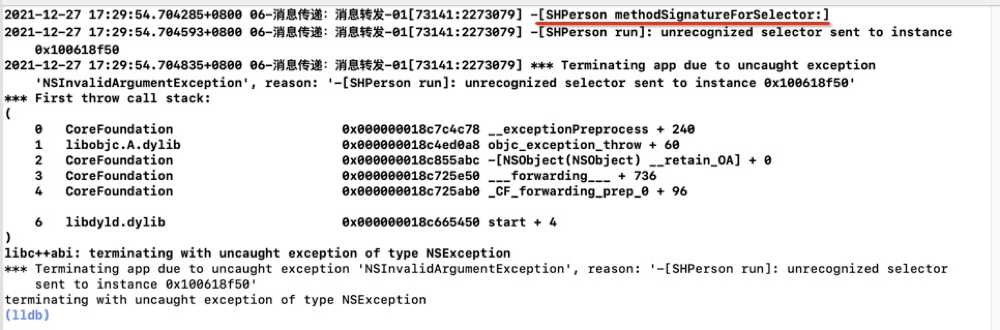 2021-12-27 17:29:54.704285+0800 06-消息传递：消息转发-01[73141:2273079] -[SHPerson methodSignatureForSelector:]
2021-12-27 17:29:54.704593+0800 06-消息传递：消息转发-01[73141:2273079] -[SHPerson run]: unrecognized selector sent to instance
0x100618f50
2021-12-27 17:29:54.704835+0800 06-消息传递：消息转发-01[73141:2273079] *** Terminating app due to uncaught exception
'NSInvalidArgumentException', reason: '-[SHPerson run]: unrecognized selector sent to instance 0x100618f50'
*** First throw call stack:
(
0   CoreFoundation                      0x000000018c7c4c78 __exceptionPreprocess + 240
1   libobjc.A.dylib                     0x000000018c4ed0a8 objc_exception_throw + 60
2   CoreFoundation                      0x000000018c855abc -[NSObject(NSObject) __retain_OA] + 0
3   CoreFoundation                      0x000000018c725e50 ___forwarding___ + 736
4   CoreFoundation                      0x000000018c725ab0 _CF_forwarding_prep_0 + 96
6   libdyld.dylib                       0x000000018c665450 start + 4
)
libc++abi: terminating with uncaught exception of type NSException
*** Terminating app due to uncaught exception 'NSInvalidArgumentException', reason: '-[SHPerson run]: unrecognized selector
sent to instance 0x100618f50'
terminating with uncaught exception of type NSException
(lldb)